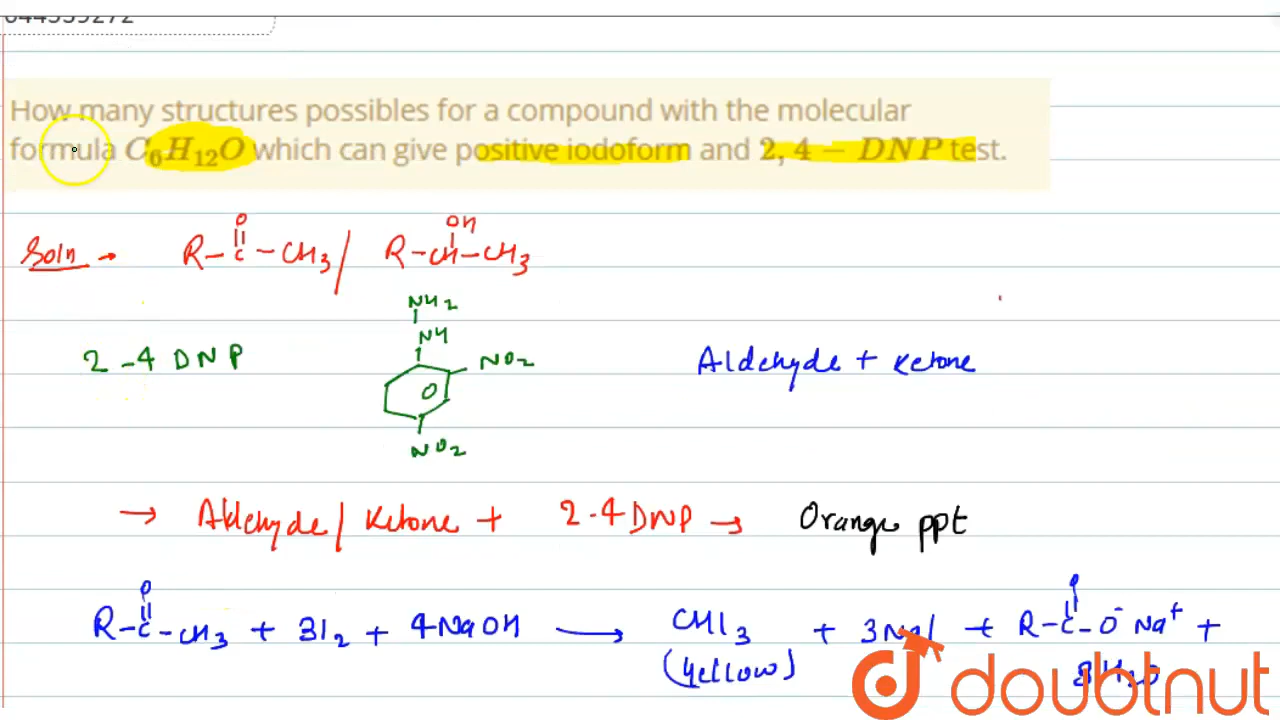 How many structures possibles for a compound with the molecular
formula C6H12O which can give positive iodoform and 2, 4 − DNP test.
Soln → R-C(=O)-CH3 / R-CH(OH)-CH3
2-4 DNP
NH2
NH
NO2
NO2
Aldehyde + Ketone
→ Aldehyde/Ketone + 2-4DNP → Orange ppt
R-C(=O)-CH3 + 3I2 + 4NaOH → CHI3 + 3NaI + R-C(=O)-O⁻Na⁺ +
(Yellow)
doubtnut